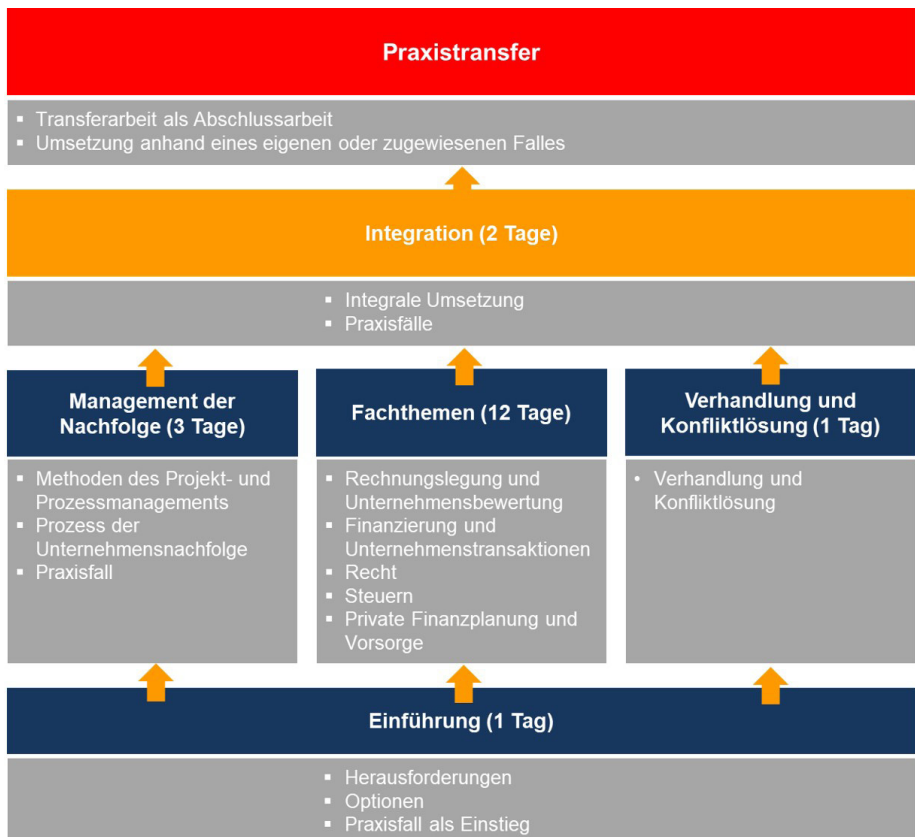 Praxistransfer
▪ Transferarbeit als Abschlussarbeit
▪ Umsetzung anhand eines eigenen oder zugewiesenen Falles
Integration (2 Tage)
▪ Integrale Umsetzung
▪ Praxisfälle
Management der
Nachfolge (3 Tage)
▪ Methoden des Projekt- und
Prozessmanagements
▪ Prozess der
Unternehmensnachfolge
▪ Praxisfall
Fachthemen (12 Tage)
▪ Rechnungslegung und
Unternehmensbewertung
▪ Finanzierung und
Unternehmenstransaktionen
▪ Recht
▪ Steuern
▪ Private Finanzplanung und
Vorsorge
Verhandlung und
Konfliktlösung (1 Tag)
• Verhandlung und
Konfliktlösung
Einführung (1 Tag)
▪ Herausforderungen
▪ Optionen
▪ Praxisfall als Einstieg